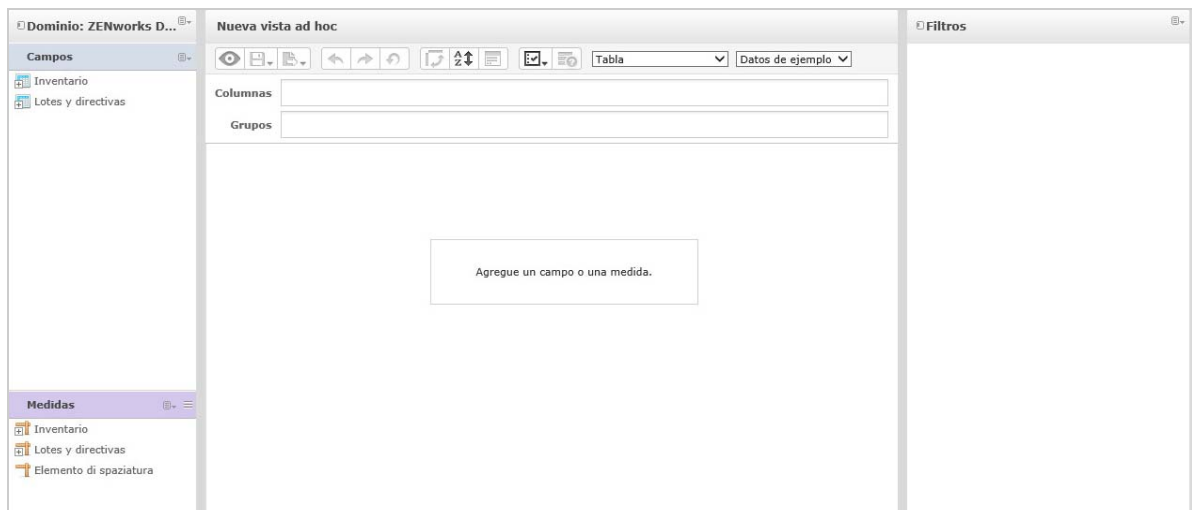 Dominio: ZENworks D...
Campos
Inventario
Lotes y directivas
Medidas
Inventario
Lotes y directivas
Elemento di spaziatura
Nueva vista ad hoc
Tabla
Datos de ejemplo
Columnas
Grupos
Agregue un campo o una medida.
Filtros